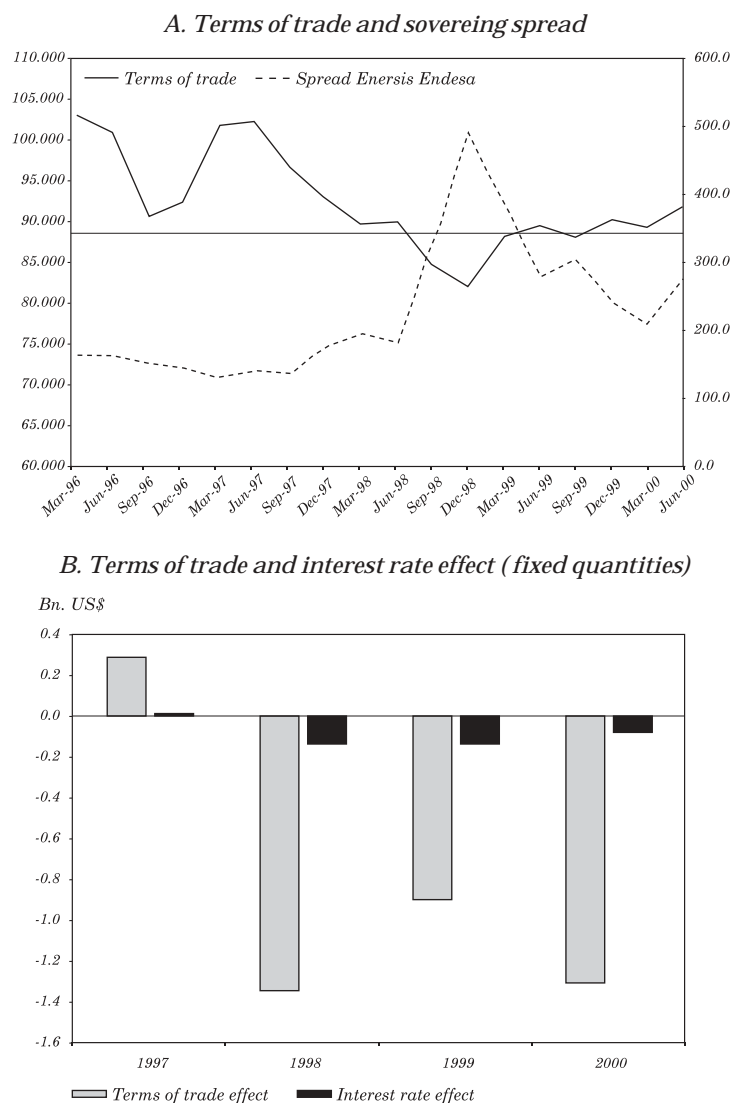 A. Terms of trade and sovereing spread
110.000
105.000
100.000
95.000
90.000
85.000
80.000
75.000
70.000
65.000
60.000
600.0
500.0
400.0
300.0
200.0
100.0
0.0
Terms of trade
Spread Enersis Endesa
Mar-96
Jun-96
Sep-96
Dec-96
Mar-97
Jun-97
Sep-97
Dec-97
Mar-98
Jun-98
Sep-98
Dec-98
Mar-99
Jun-99
Sep-99
Dec-99
Mar-00
Jun-00
B. Terms of trade and interest rate effect ( fixed quantities)
Bn. US$
0.4
0.2
0.0
-0.2
-0.4
-0.6
-0.8
-1.0
-1.2
-1.4
-1.6
1997
1998
1999
2000
Terms of trade effect
Interest rate effect